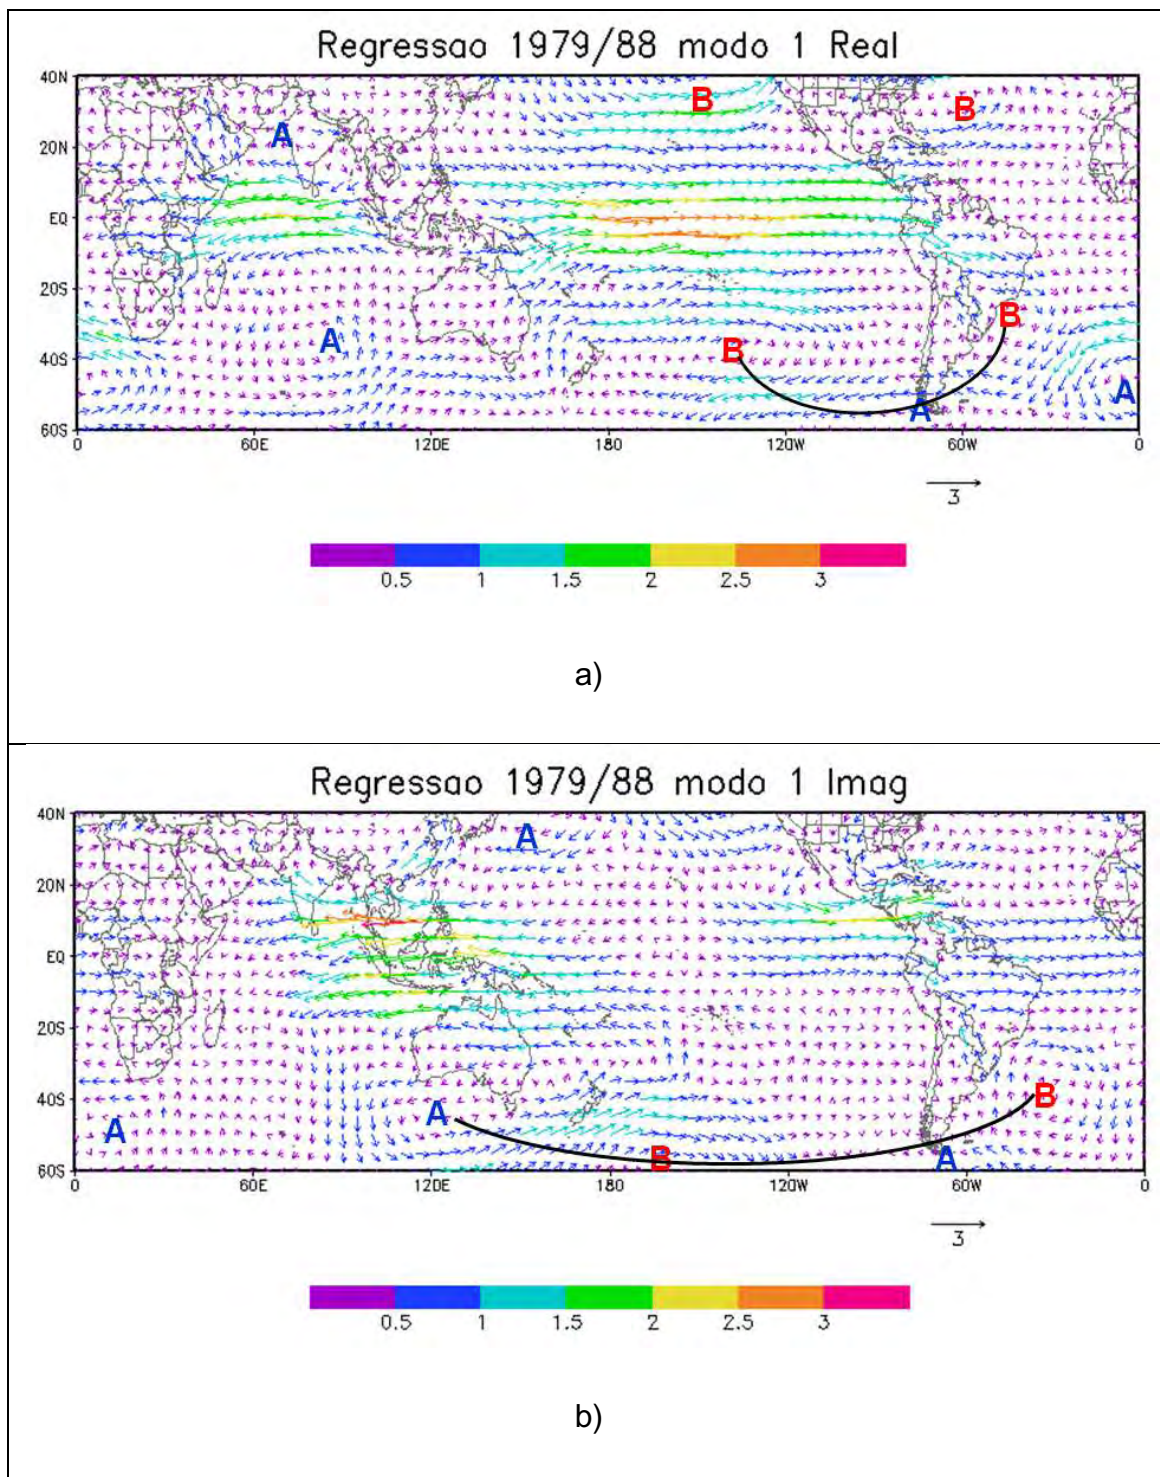 Regressao 1979/88 modo 1 Real
40N
B
B
A
20N
EQ
20S
B
A
B
40S
A
A
60S
0 60E 120E 180 120W 60W 0
3
0.5 1 1.5 2 2.5 3
a)
Regressao 1979/88 modo 1 Imag
40N
A
20N
EQ
20S
40S
B
A
A
B
A
60S
0 60E 120E 180 120W 60W 0
3
0.5 1 1.5 2 2.5 3
b)